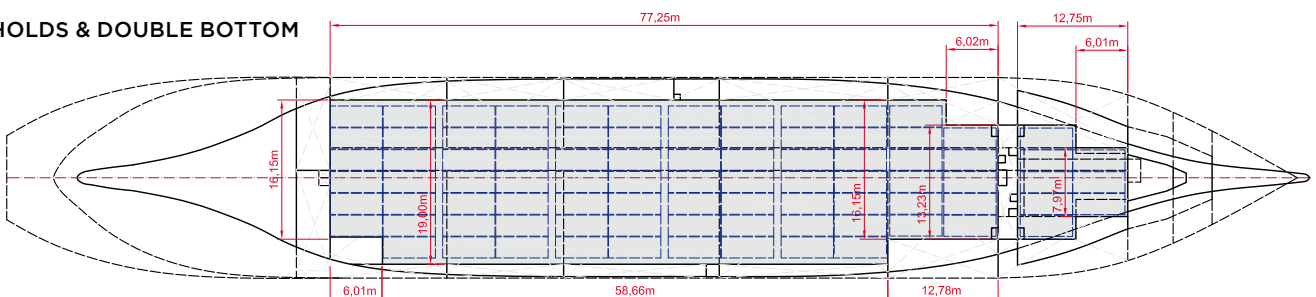 HOLDS & DOUBLE BOTTOM
77,25m
12,75m
6,02m
6,01m
16,15m
19,00m
16,15m
13,23m
7,97m
6,01m
58,66m
12,78m